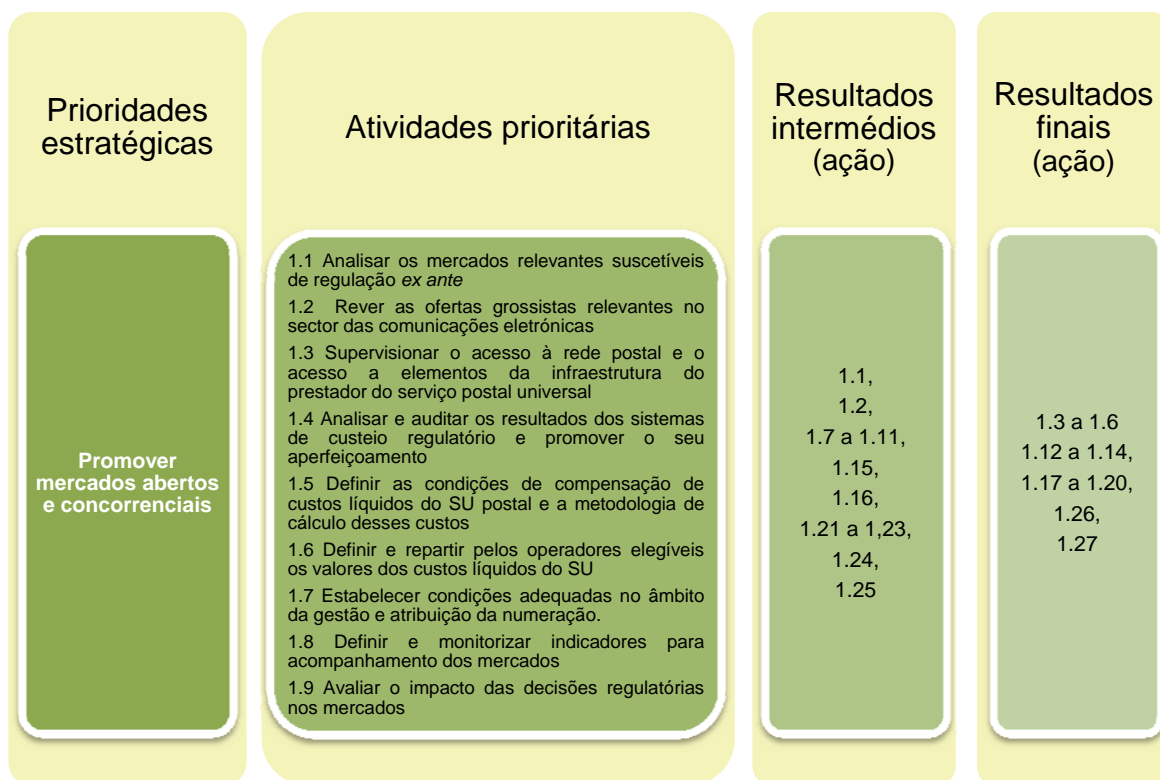 Prioridades
estratégicas
Atividades prioritárias
Resultados
intermédios
(ação)
Resultados
finais
(ação)
Promover
mercados abertos
e concorrenciais
1.1 Analisar os mercados relevantes suscetíveis
de regulação ex ante
1.2 Rever as ofertas grossistas relevantes no
sector das comunicações eletrónicas
1.3 Supervisionar o acesso à rede postal e o
acesso a elementos da infraestrutura do
prestador do serviço postal universal
1.4 Analisar e auditar os resultados dos sistemas
de custeio regulatório e promover o seu
aperfeiçoamento
1.5 Definir as condições de compensação de
custos líquidos do SU postal e a metodologia de
cálculo desses custos
1.6 Definir e repartir pelos operadores elegíveis
os valores dos custos líquidos do SU
1.7 Estabelecer condições adequadas no âmbito
da gestão e atribuição da numeração.
1.8 Definir e monitorizar indicadores para
acompanhamento dos mercados
1.9 Avaliar o impacto das decisões regulatórias
nos mercados
1.1,
1.2,
1.7 a 1.11,
1.15,
1.16,
1.21 a 1,23,
1.24,
1.25
1.3 a 1.6
1.12 a 1.14,
1.17 a 1.20,
1.26,
1.27